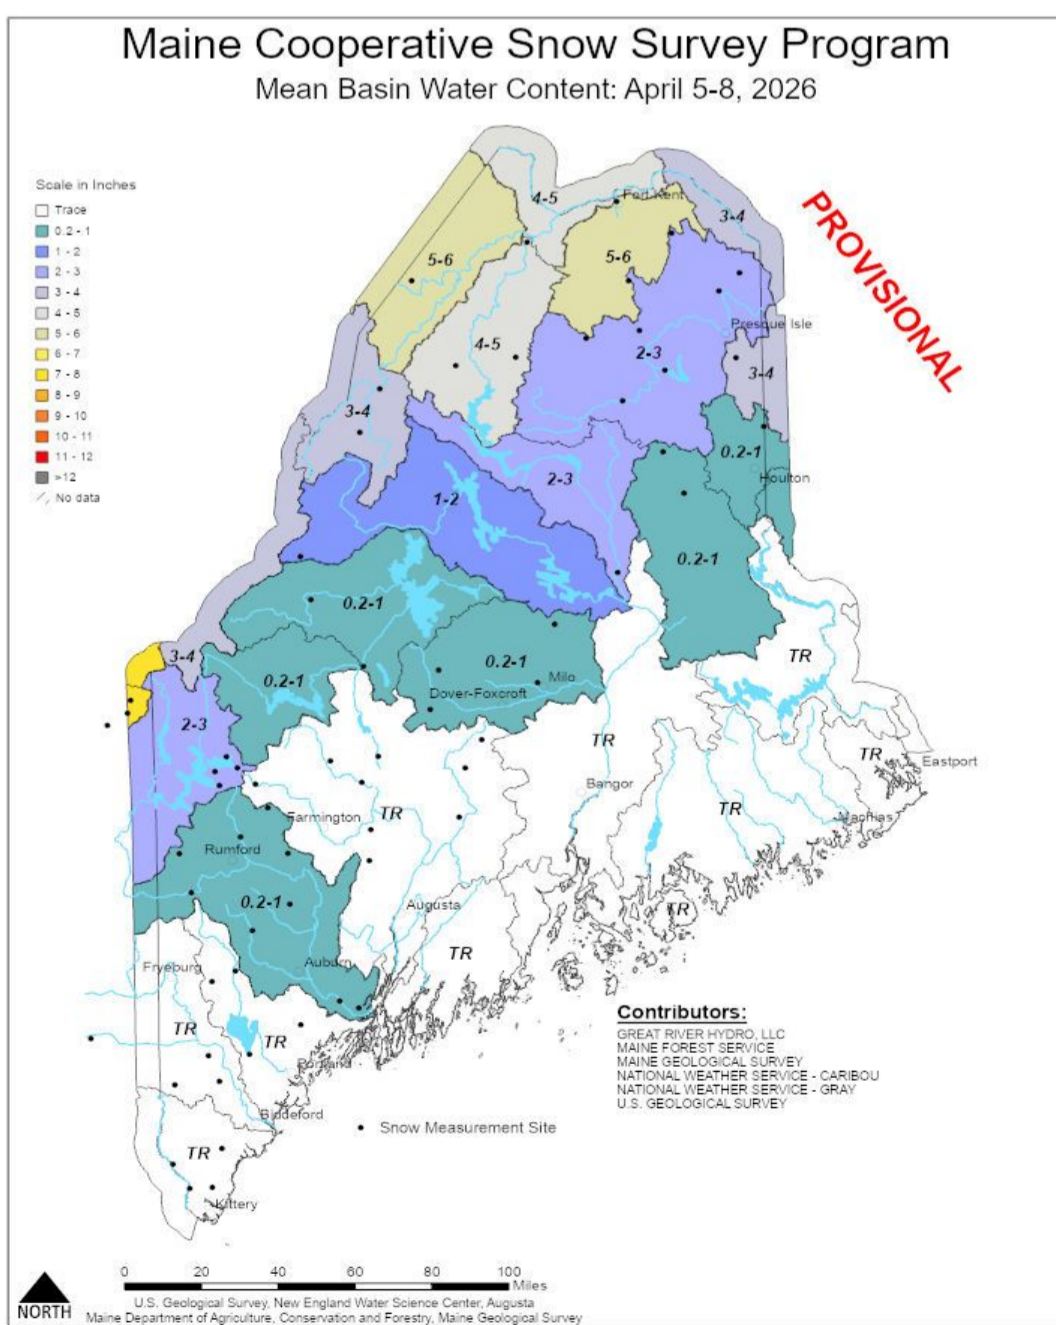 Maine Cooperative Snow Survey Program
Mean Basin Water Content: April 5-8, 2026
Scale in Inches
Trace
0.2 - 1
1 - 2
2 - 3
3 - 4
4 - 5
5 - 6
6 - 7
7 - 8
8 - 9
9 - 10
10 - 11
11 - 12
>12
No data
PROVISIONAL
4-5
Fort Kent
3-4
5-6
5-6
Presque Isle
4-5
2-3
3-4
3-4
0.2-1
Houlton
2-3
1-2
0.2-1
0.2-1
3-4
TR
0.2-1
0.2-1
Milo
Dover-Foxcroft
2-3
TR
TR
Eastport
Bangor
TR
Machias
Farmington
TR
Rumford
0.2-1
Augusta
TR
TR
Fryeburg
Auburn
TR
TR
Portland
Biddeford
TR
Kittery
Contributors:
GREAT RIVER HYDRO, LLC
MAINE FOREST SERVICE
MAINE GEOLOGICAL SURVEY
NATIONAL WEATHER SERVICE - CARIBOU
NATIONAL WEATHER SERVICE - GRAY
U.S. GEOLOGICAL SURVEY
Snow Measurement Site
0 20 40 60 80 100
Miles
NORTH
U.S. Geological Survey, New England Water Science Center, Augusta
Maine Department of Agriculture, Conservation and Forestry, Maine Geological Survey